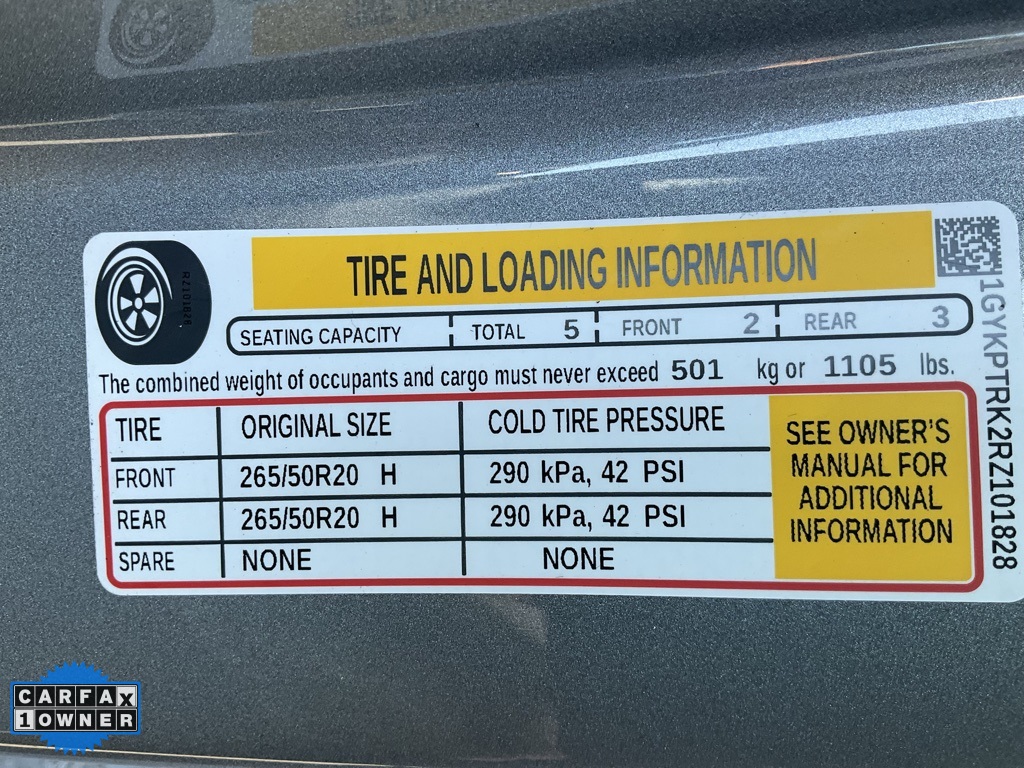 TIRE AND LOADING INFORMATION
SEATING CAPACITY TOTAL 5 FRONT 2 REAR 3
The combined weight of occupants and cargo must never exceed 501 kg or 1105 lbs.
TIRE ORIGINAL SIZE COLD TIRE PRESSURE
FRONT 265/50R20 H 290 kPa, 42 PSI
REAR 265/50R20 H 290 kPa, 42 PSI
SPARE NONE NONE
SEE OWNER'S
MANUAL FOR
ADDITIONAL
INFORMATION
1GYKPTRK2RZ101828
RZ101828
CARFAX
1 OWNER